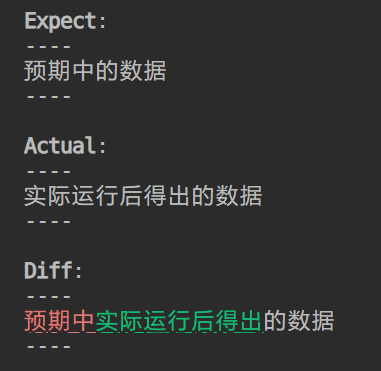 Expect:
----
预期中的数据
----
Actual:
----
实际运行后得出的数据
----
Diff:
----
预期中实际运行后得出的数据
----